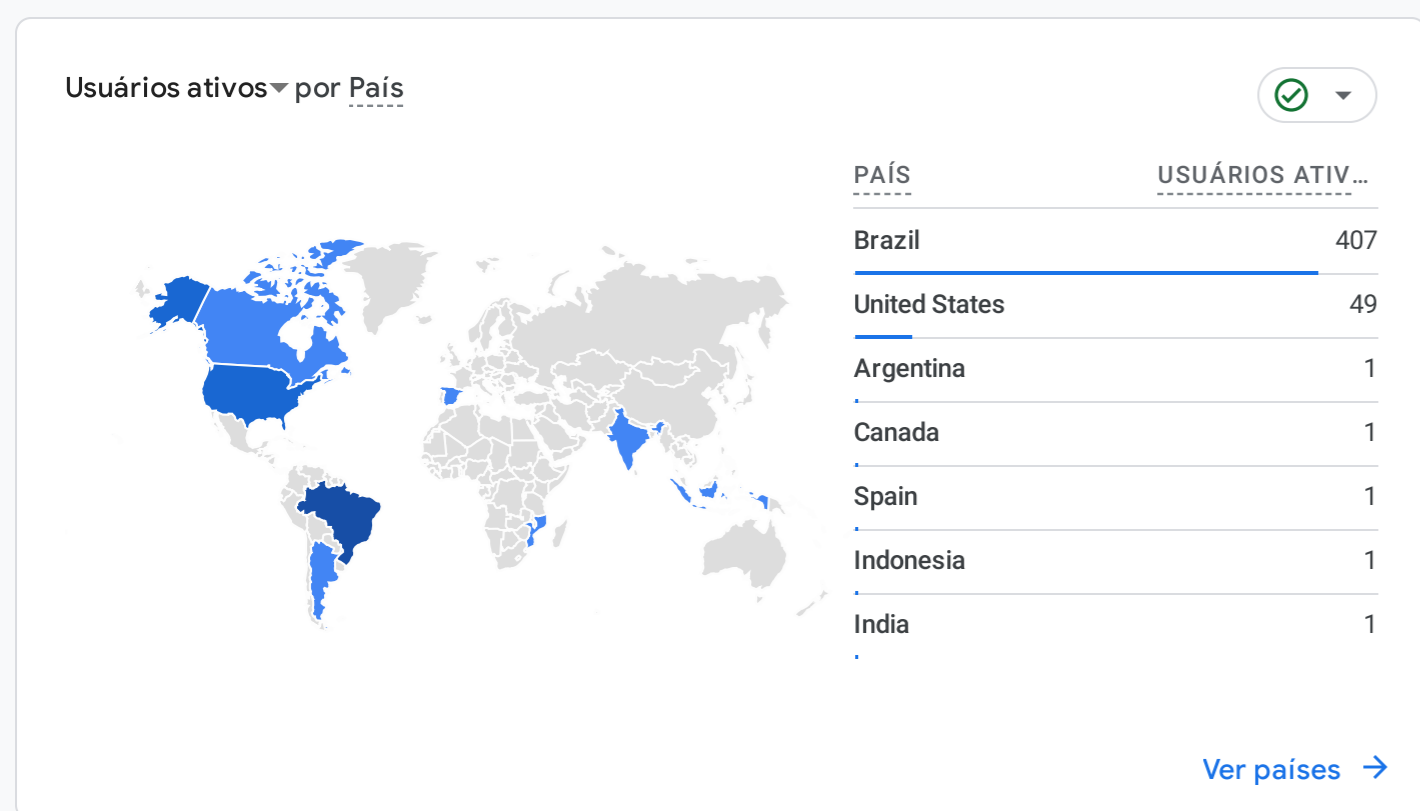 Usuários ativos por País
PAÍS USUÁRIOS ATIV...
Brazil 407
United States 49
Argentina 1
Canada 1
Spain 1
Indonesia 1
India 1
Ver países